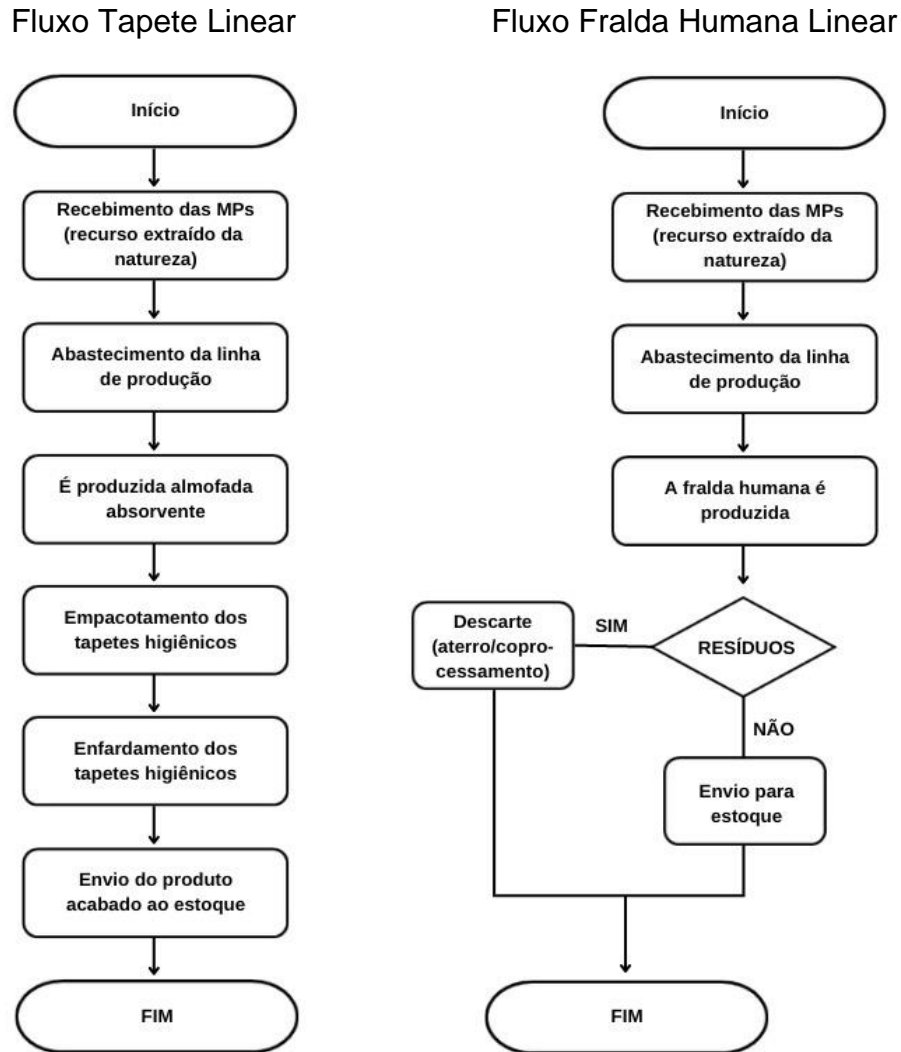 Fluxo Tapete Linear
Início
Recebimento das MPs
(recurso extraído da
natureza)
Abastecimento da linha
de produção
É produzida almofada
absorvente
Empacotamento dos
tapetes higiênicos
Enfardamento dos
tapetes higiênicos
Envio do produto
acabado ao estoque
FIM
Fluxo Fralda Humana Linear
Início
Recebimento das MPs
(recurso extraído da
natureza)
Abastecimento da linha
de produção
A fralda humana é
produzida
RESÍDUOS
SIM
Descarte
(aterro/copro-
cessamento)
NÃO
Envio para
estoque
FIM